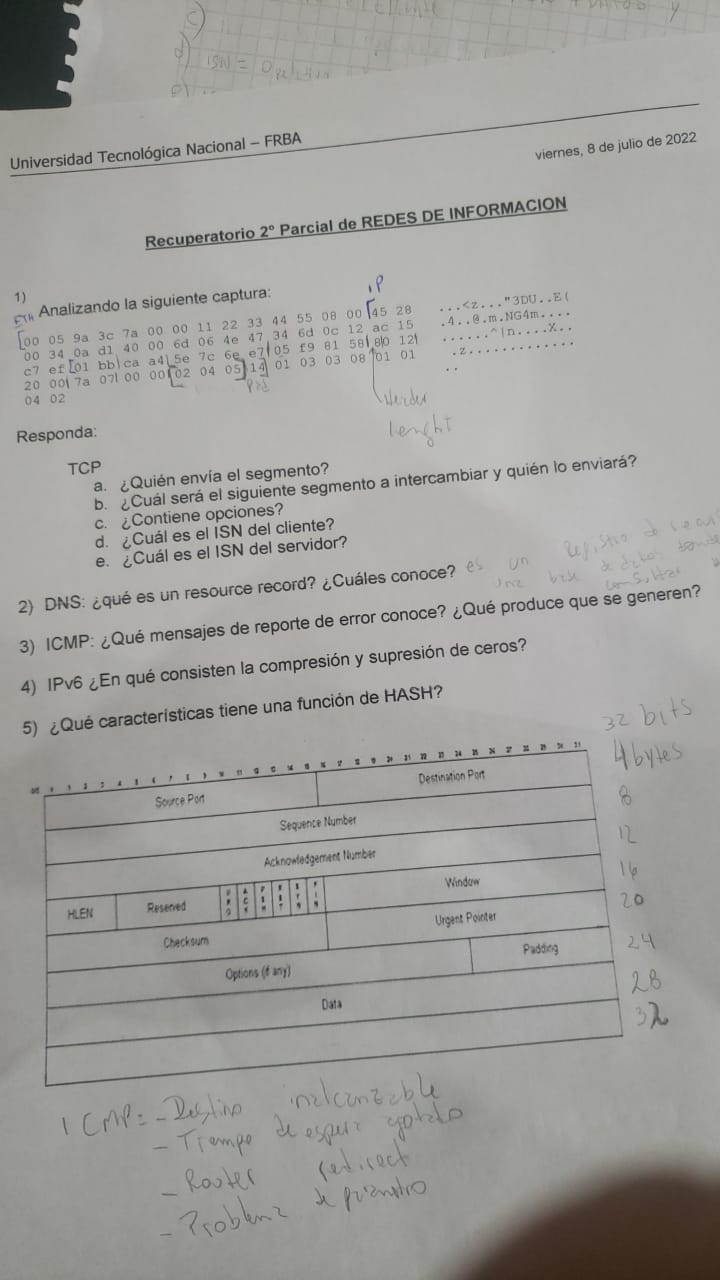 c)
d) ISN = 0 relativo
e)
Universidad Tecnológica Nacional – FRBA
viernes, 8 de julio de 2022
Recuperatorio 2° Parcial de REDES DE INFORMACION
1)
Analizando la siguiente captura:
ETH
IP
00 05 9a 3c 7a 00 00 11 22 33 44 55 08 00 45 28 ...<z..."3DU..E(
00 34 0a d1 40 00 6d 06 4e 47 34 6d 0c 12 ac 15 .4..@.m.NG4m....
c7 ef 01 bb ca a4 5e 7c 6e e7 05 f9 81 58 80 12 ......^|n....X..
20 00 7a 07 00 00 02 04 05 14 01 03 03 08 01 01 .z............
04 02 ..
Pad
Header
lenght
Responda:
TCP
a. ¿Quién envía el segmento?
b. ¿Cuál será el siguiente segmento a intercambiar y quién lo enviará?
c. ¿Contiene opciones?
d. ¿Cuál es el ISN del cliente?
e. ¿Cuál es el ISN del servidor?
2) DNS: ¿qué es un resource record? ¿Cuáles conoce? es un Registro de
una base de datos donde
consultar
3) ICMP: ¿Qué mensajes de reporte de error conoce? ¿Qué produce que se generen?
4) IPv6 ¿En qué consisten la compresión y supresión de ceros?
5) ¿Qué características tiene una función de HASH?
32 bits
Source Port Destination Port 4 bytes
Sequence Number 8
Acknowledgement Number 12
HLEN Reserved URG ACK PSH RST SYN FIN Window 16
Checksum Urgent Pointer 20
Options (if any) Padding 24
Data 28
32
ICMP = - Destino inalcanzable
- Tiempo de espera agotado
- Router redirect
- Problema de parámetro